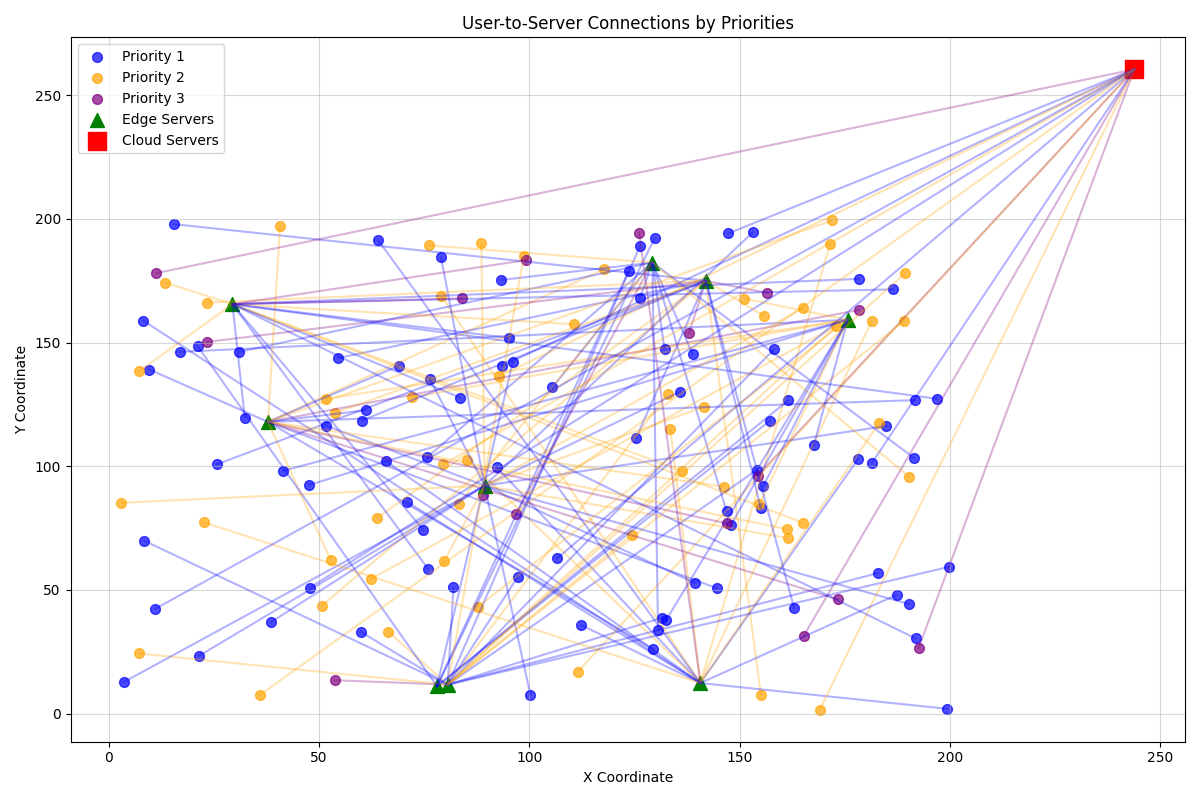 User-to-Server Connections by Priorities
Priority 1
Priority 2
Priority 3
Edge Servers
Cloud Servers
Y Coordinate
250
200
150
100
50
0
0 50 100 150 200 250
X Coordinate